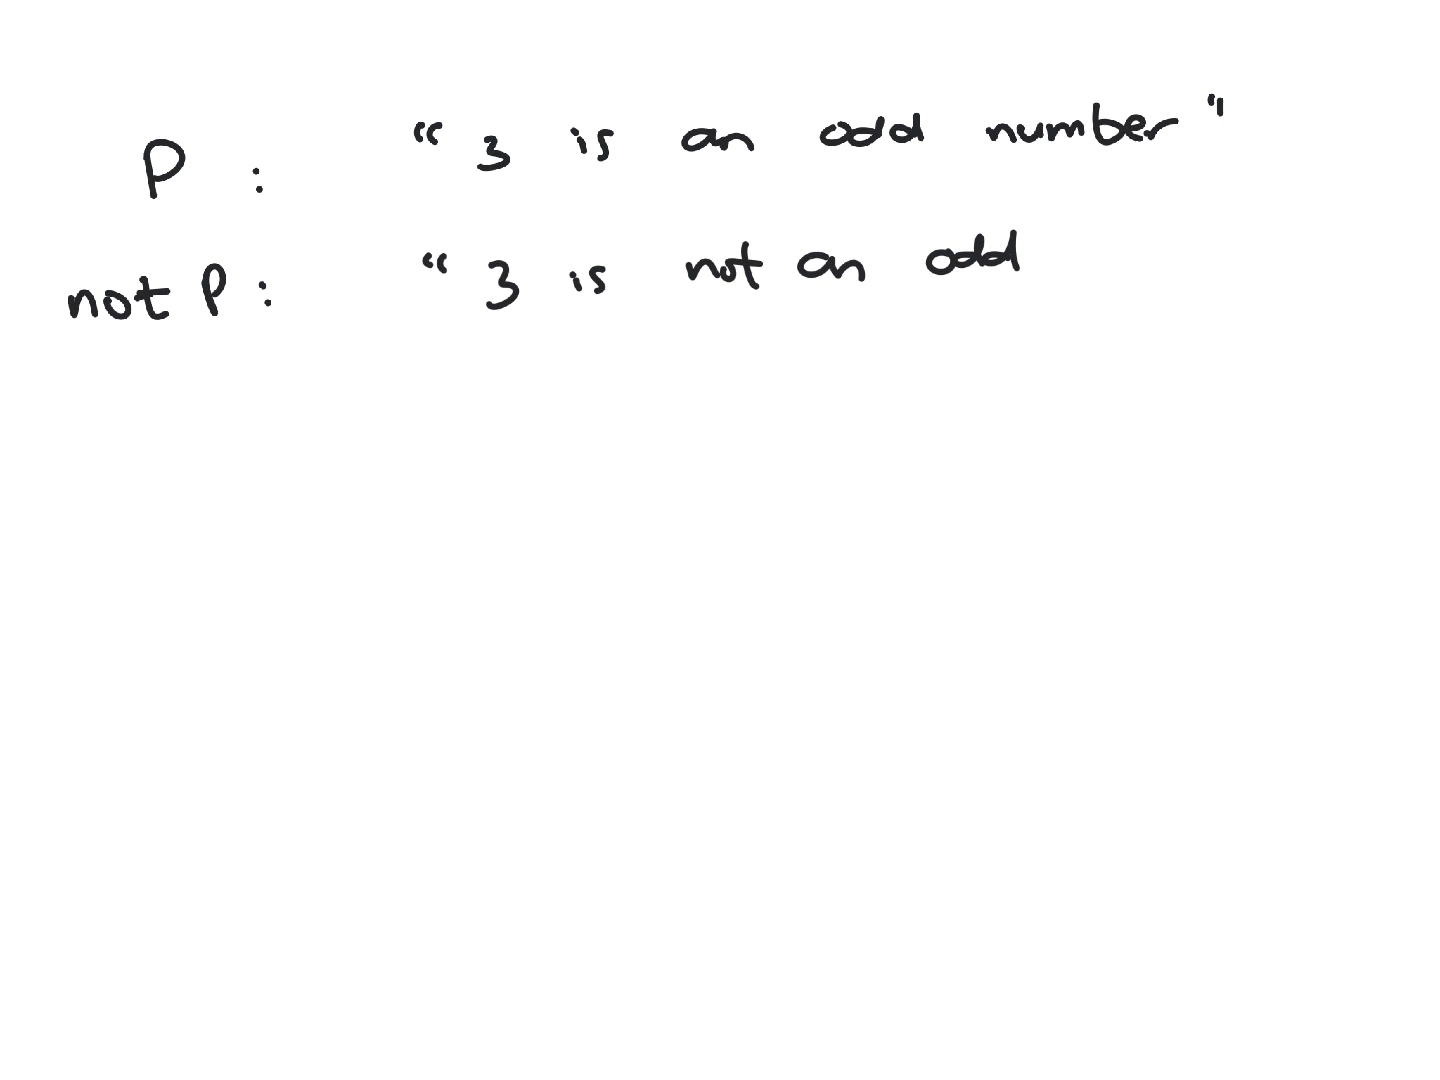 P : “ 3 is an odd number "
not P : “ 3 is not an odd